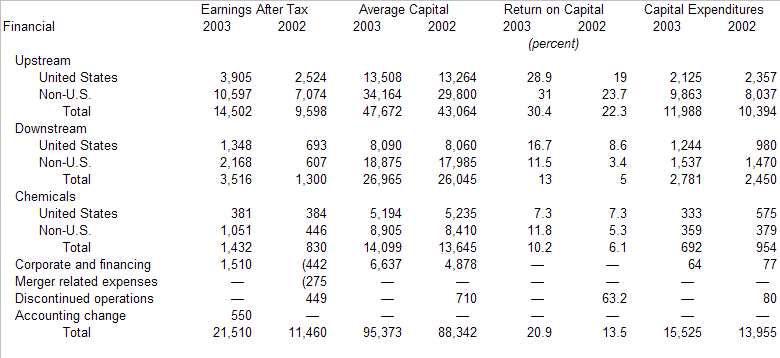 Earnings After Tax Average Capital Return on Capital Capital Expenditures
Financial 2003 2002 2003 2002 2003 2002 2003 2002
(percent)
Upstream
United States 3,905 2,524 13,508 13,264 28.9 19 2,125 2,357
Non-U.S. 10,597 7,074 34,164 29,800 31 23.7 9,863 8,037
Total 14,502 9,598 47,672 43,064 30.4 22.3 11,988 10,394
Downstream
United States 1,348 693 8,090 8,060 16.7 8.6 1,244 980
Non-U.S. 2,168 607 18,875 17,985 11.5 3.4 1,537 1,470
Total 3,516 1,300 26,965 26,045 13 5 2,781 2,450
Chemicals
United States 381 384 5,194 5,235 7.3 7.3 333 575
Non-U.S. 1,051 446 8,905 8,410 11.8 5.3 359 379
Total 1,432 830 14,099 13,645 10.2 6.1 692 954
Corporate and financing 1,510 (442 6,637 4,878 — — 64 77
Merger related expenses — (275 — — — — — —
Discontinued operations — 449 — 710 — 63.2 — 80
Accounting change 550 — — — — — — —
Total 21,510 11,460 95,373 88,342 20.9 13.5 15,525 13,955